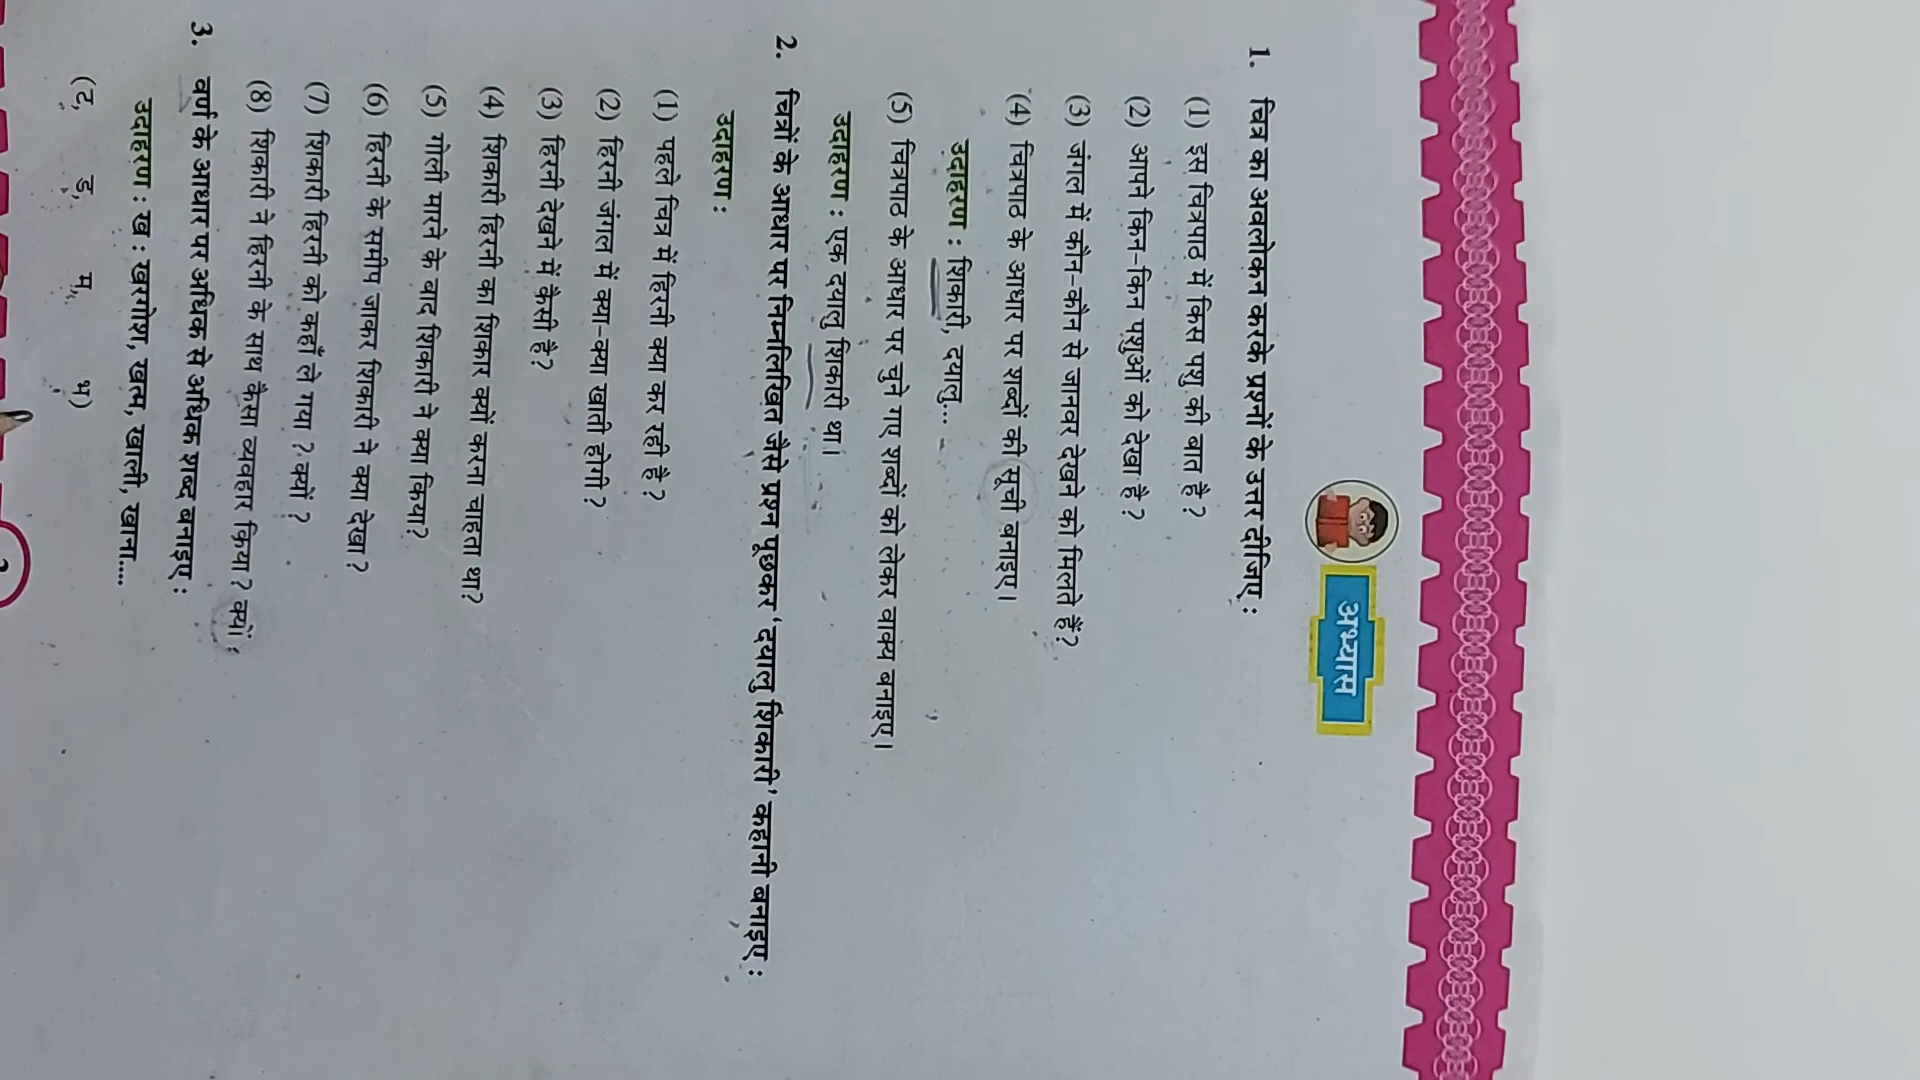 अभ्यास
1. चित्र का अवलोकन करके प्रश्नों के उत्तर दीजिए :
(1) इस चित्रपाठ में किस पशु की बात है ?
(2) आपने किन-किन पशुओं को देखा है ?
(3) जंगल में कौन-कौन से जानवर देखने को मिलते हैं?
(4) चित्रपाठ के आधार पर शब्दों की सूची बनाइए।
उदाहरण : शिकारी, दयालु...
(5) चित्रपाठ के आधार पर चुने गए शब्दों को लेकर वाक्य बनाइए।
उदाहरण : एक दयालु शिकारी था।
2. चित्रों के आधार पर निम्नलिखित जैसे प्रश्न पूछकर 'दयालु शिकारी' कहानी बनाइए :
उदाहरण :
(1) पहले चित्र में हिरनी क्या कर रही है ?
(2) हिरनी जंगल में क्या-क्या खाती होगी ?
(3) हिरनी देखने में कैसी है ?
(4) शिकारी हिरनी का शिकार क्यों करना चाहता था?
(5) गोली मारने के बाद शिकारी ने क्या किया?
(6) हिरनी के समीप जाकर शिकारी ने क्या देखा ?
(7) शिकारी हिरनी को कहाँ ले गया ? क्यों ?
(8) शिकारी ने हिरनी के साथ कैसा व्यवहार किया ? क्यों
3. वर्ण के आधार पर अधिक से अधिक शब्द बनाइए :
उदाहरण : ख : खरगोश, खत्म, खाली, खाना....
(ट, ड, म, भ)